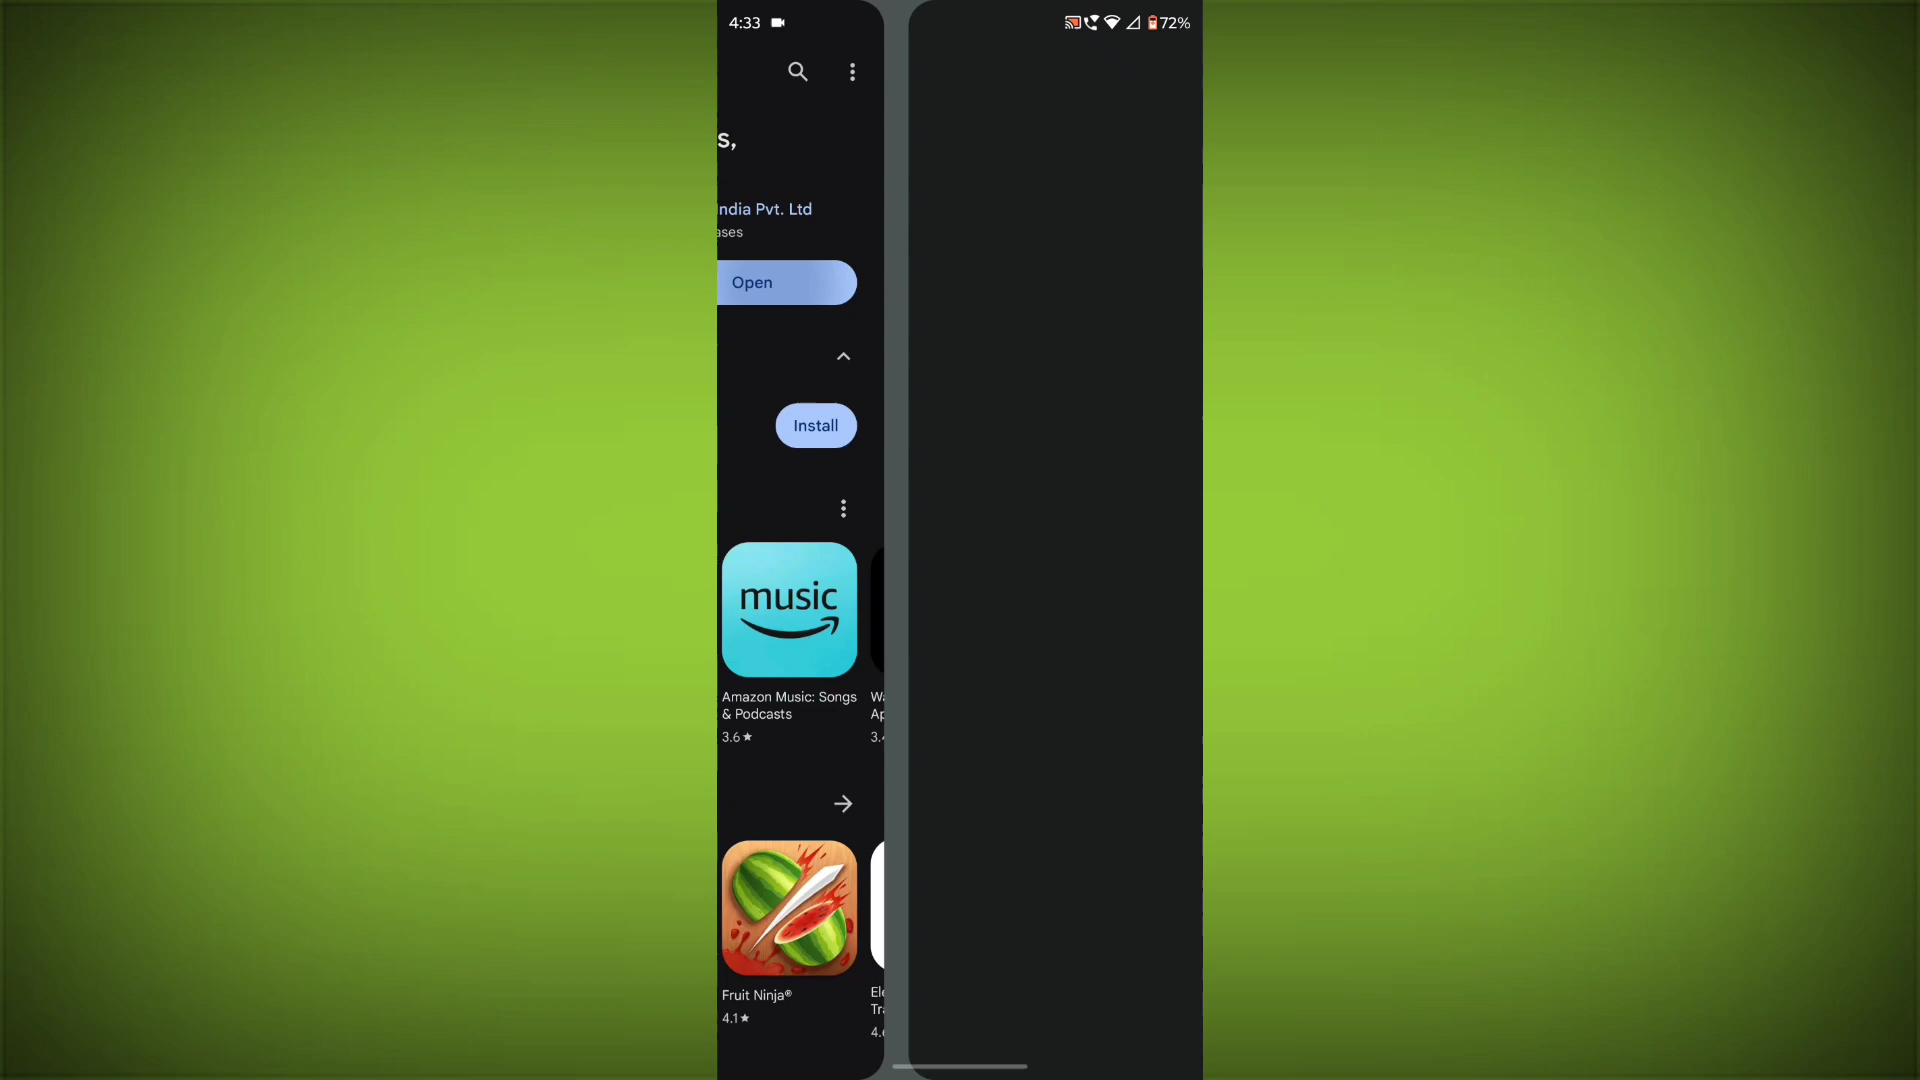 4:33
72%
s,
India Pvt. Ltd
ases
Open
Install
music
Amazon Music: Songs
& Podcasts
3.6★
Fruit Ninja®
4.1★